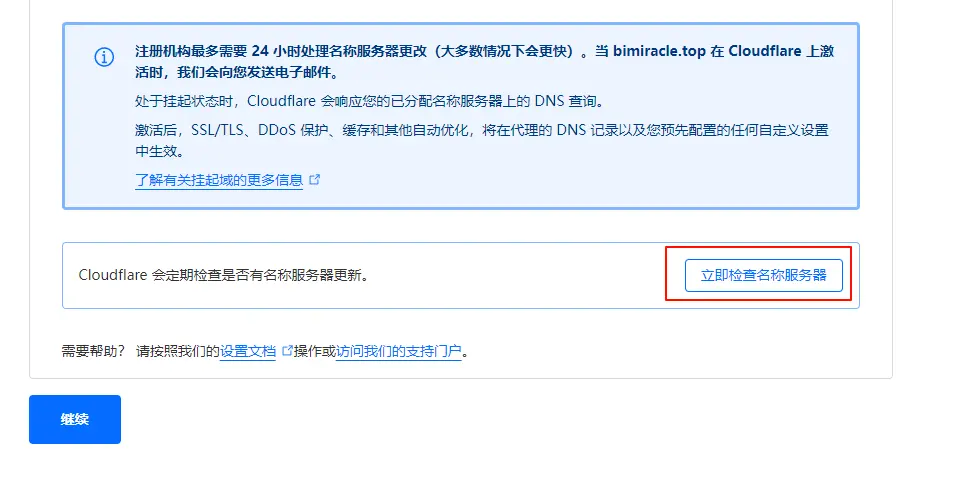 注册机构最多需要 24 小时处理名称服务器更改（大多数情况下会更快）。当 bimiracle.top 在 Cloudflare 上激
活时，我们会向您发送电子邮件。
处于挂起状态时，Cloudflare 会响应您的已分配名称服务器上的 DNS 查询。
激活后，SSL/TLS、DDoS 保护、缓存和其他自动优化，将在代理的 DNS 记录以及您预先配置的任何自定义设置
中生效。
了解有关挂起域的更多信息
Cloudflare 会定期检查是否有名称服务器更新。
立即检查名称服务器
需要帮助？ 请按照我们的设置文档操作或访问我们的支持门户。
继续